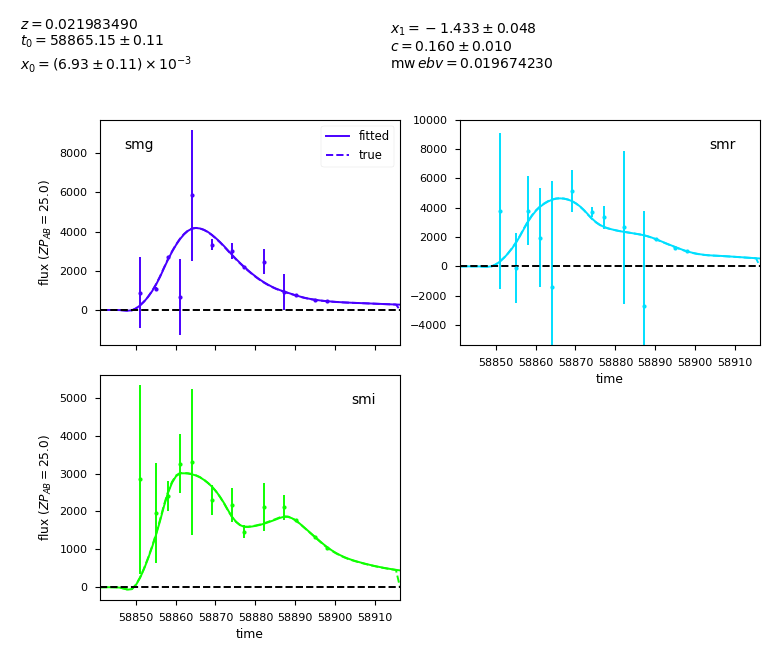 z = 0.021983490
t₀ = 58865.15 ± 0.11
x₀ = (6.93 ± 0.11) × 10⁻³
x₁ = −1.433 ± 0.048
c = 0.160 ± 0.010
mw ebv = 0.019674230
smg
fitted
true
8000
6000
4000
2000
0
flux (ZP_AB = 25.0)
smr
10000
8000
6000
4000
2000
0
−2000
−4000
58850 58860 58870 58880 58890 58900 58910
time
smi
5000
4000
3000
2000
1000
0
flux (ZP_AB = 25.0)
58850 58860 58870 58880 58890 58900 58910
time